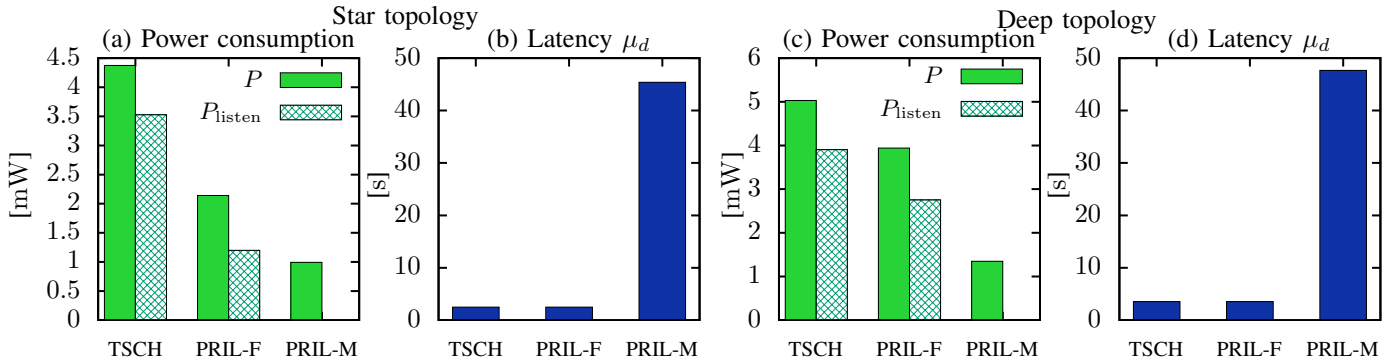 Star topology
Deep topology
(a) Power consumption
(b) Latency μd
(c) Power consumption
(d) Latency μd
[mW]
4.5
4
3.5
3
2.5
2
1.5
1
0.5
0
P
Plisten
TSCH PRIL-F PRIL-M
[s]
50
40
30
20
10
0
TSCH PRIL-F PRIL-M
[mW]
6
5
4
3
2
1
0
P
Plisten
TSCH PRIL-F PRIL-M
[s]
50
40
30
20
10
0
TSCH PRIL-F PRIL-M